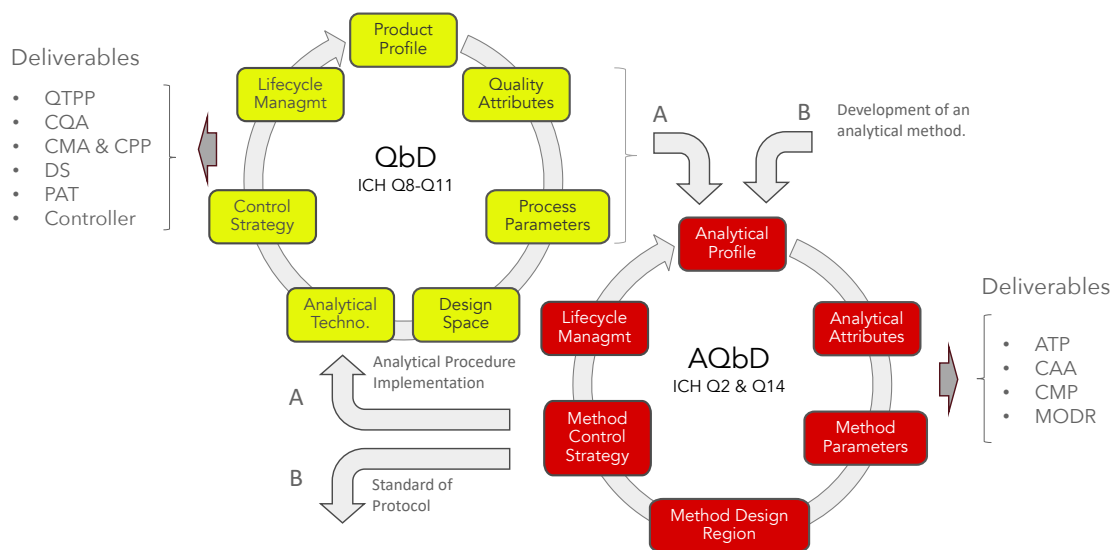 Deliverables
• QTPP
• CQA
• CMA & CPP
• DS
• PAT
• Controller
Product
Profile
Lifecycle
Managmt
Quality
Attributes
QbD
ICH Q8-Q11
Control
Strategy
Process
Parameters
Analytical
Techno.
Design
Space
A
B
Development of an
analytical method.
Analytical
Profile
Lifecycle
Managmt
Analytical
Attributes
AQbD
ICH Q2 & Q14
Method
Control
Strategy
Method
Parameters
Method Design
Region
Deliverables
• ATP
• CAA
• CMP
• MODR
Analytical Procedure
Implementation
A
B
Standard of
Protocol